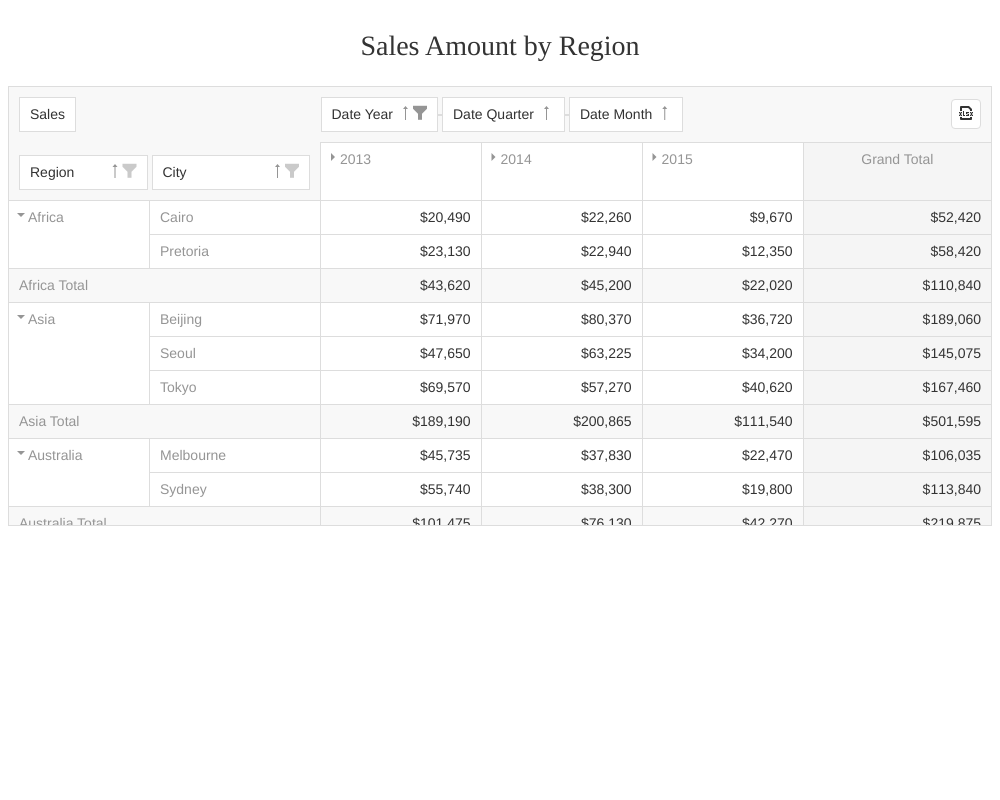 Sales Amount by Region
Sales
Date Year Date Quarter Date Month
XLSX
Region City
2013 2014 2015 Grand Total
Africa Cairo $20,490 $22,260 $9,670 $52,420
Pretoria $23,130 $22,940 $12,350 $58,420
Africa Total $43,620 $45,200 $22,020 $110,840
Asia Beijing $71,970 $80,370 $36,720 $189,060
Seoul $47,650 $63,225 $34,200 $145,075
Tokyo $69,570 $57,270 $40,620 $167,460
Asia Total $189,190 $200,865 $111,540 $501,595
Australia Melbourne $45,735 $37,830 $22,470 $106,035
Sydney $55,740 $38,300 $19,800 $113,840
Australia Total $101,475 $76,130 $42,270 $219,875